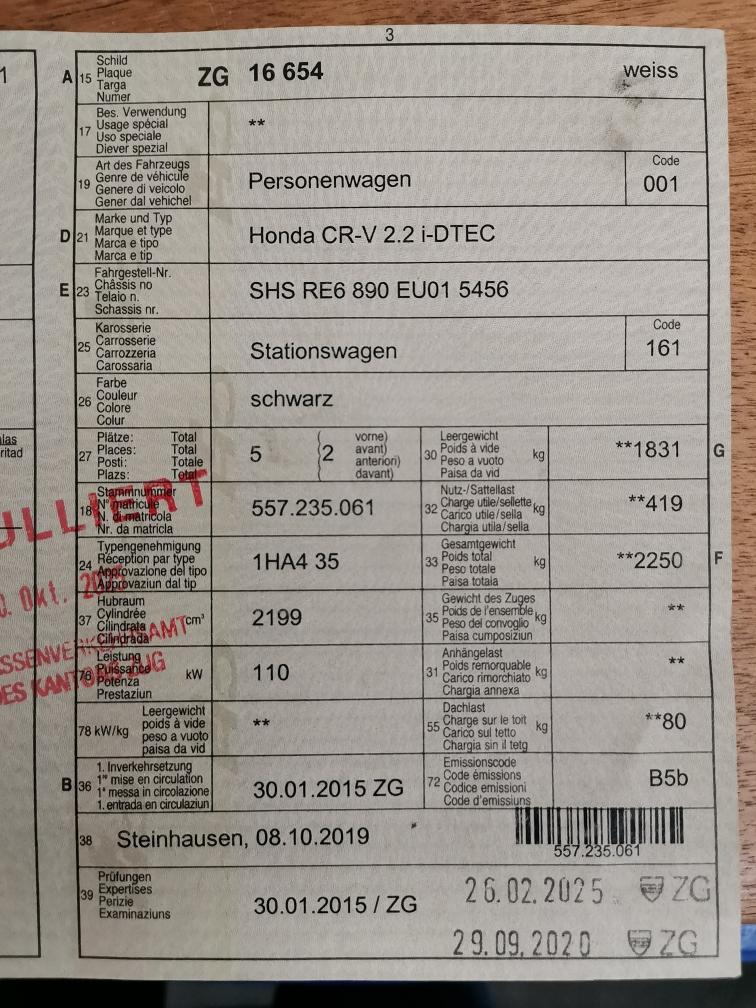 3
A 15 Schild
Plaque
Targa
Numer
ZG 16 654 weiss
17 Bes. Verwendung
Usage spécial
Uso speciale
Diever spezial
**
19 Art des Fahrzeugs
Genre de véhicule
Genere di veicolo
Gener dal vehichel
Personenwagen
Code
001
D 21 Marke und Typ
Marque et type
Marca e tipo
Marca e tip
Honda CR-V 2.2 i-DTEC
E 23 Fahrgestell-Nr.
Châssis no
Telaio n.
Schassis nr.
SHS RE6 890 EU01 5456
25 Karosserie
Carrosserie
Carrozzeria
Carossaria
Stationswagen
Code
161
26 Farbe
Couleur
Colore
Colur
schwarz
27 Plätze: Total
Places: Total
Posti: Totale
Plazs: Total
5 (2 vorne)
avant)
anteriori)
davant)
30 Leergewicht
Poids à vide
Peso a vuoto
Paisa da vid
kg
**1831 G
18 Stammnummer
N° matricule
N. di matricola
Nr. da matricla
557.235.061
32 Nutz-/Sattellast
Charge utile/sellette
Carico utile/sella
Chargia utila/sella
kg
**419
24 Typengenehmigung
Réception par type
Approvazione del tipo
Approvaziun dal tip
1HA4 35
33 Gesamtgewicht
Poids total
Peso totale
Paisa totala
kg
**2250 F
37 Hubraum
Cylindrée
Cilindrata
Cilindrada
cm³
2199
35 Gewicht des Zuges
Poids de l'ensemble
Peso del convoglio
Paisa cumposiziun
kg
**
76 Leistung
Puissance
Potenza
Prestaziun
kW
110
31 Anhängelast
Poids remorquable
Carico rimorchiato
Chargia annexa
kg
**
78 kW/kg Leergewicht
poids à vide
peso a vuoto
paisa da vid
**
55 Dachlast
Charge sur le toit
Carico sul tetto
Chargia sin il tetg
kg
**80
B 36 1. Inverkehrsetzung
1re mise en circulation
1a messa in circolazione
1. entrada en circulaziun
30.01.2015 ZG
72 Emissionscode
Code émissions
Codice emissioni
Code d'emissiuns
B5b
38 Steinhausen, 08.10.2019
557.235.061
39 Prüfungen
Expertises
Perizie
Examinaziuns
30.01.2015 / ZG
26.02.2025 ZG
29.09.2020 ZG
ULLIERT
Okt.
SSENVERKEHRSAMT
DES KANTONS ZUG